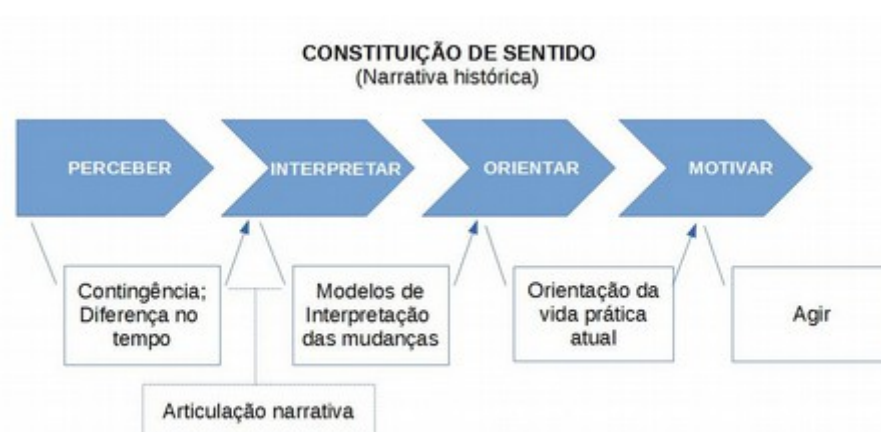 CONSTITUIÇÃO DE SENTIDO
(Narrativa histórica)
PERCEBER
INTERPRETAR
ORIENTAR
MOTIVAR
Contingência;
Diferença no
tempo
Modelos de
Interpretação
das mudanças
Orientação da
vida prática
atual
Agir
Articulação narrativa